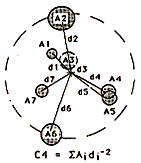 A2
d2
A1
A3
d1
d3
d7
d4
A4
A7
d5
A5
d6
A6
C4 = ΣAᵢdᵢ⁻²